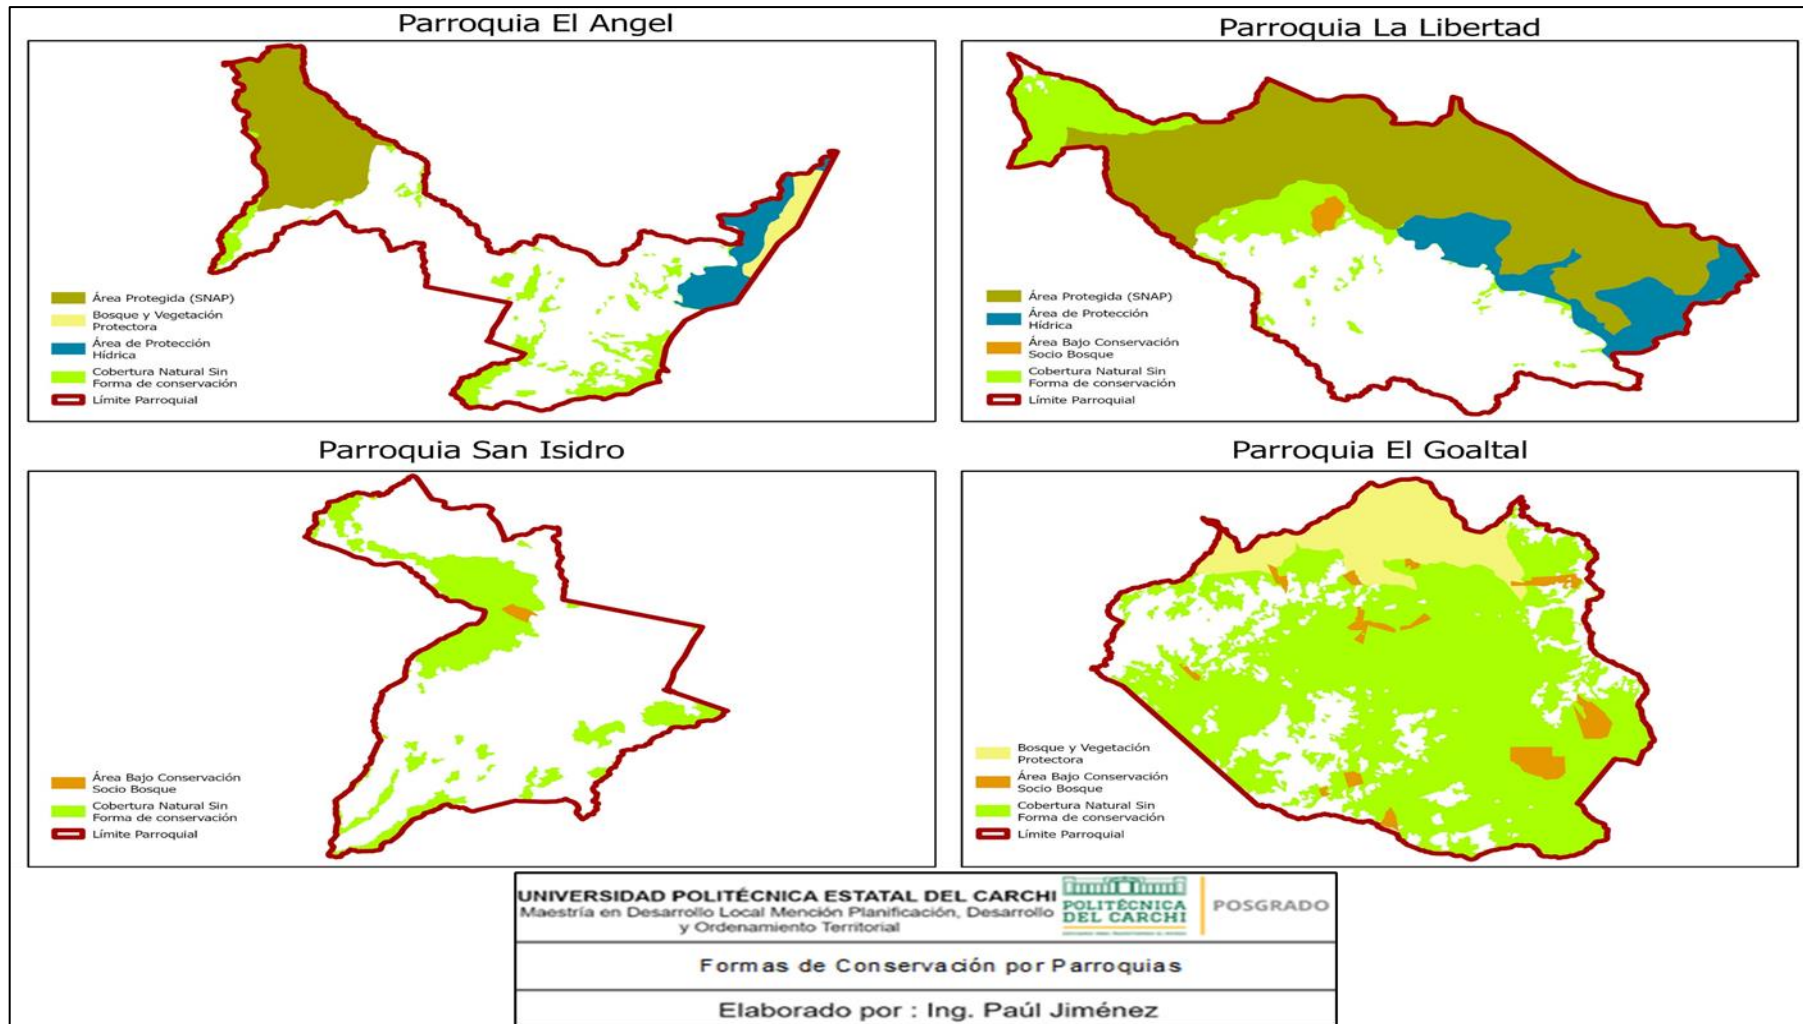 Parroquia El Angel
Área Protegida (SNAP)
Bosque y Vegetación
Protectora
Área de Protección
Hídrica
Cobertura Natural Sin
Forma de conservación
Límite Parroquial
Parroquia La Libertad
Área Protegida (SNAP)
Área de Protección
Hídrica
Área Bajo Conservación
Socio Bosque
Cobertura Natural Sin
Forma de conservación
Límite Parroquial
Parroquia San Isidro
Área Bajo Conservación
Socio Bosque
Cobertura Natural Sin
Forma de conservación
Límite Parroquial
Parroquia El Goaltal
Bosque y Vegetación
Protectora
Área Bajo Conservación
Socio Bosque
Cobertura Natural Sin
Forma de conservación
Límite Parroquial
UNIVERSIDAD POLITÉCNICA ESTATAL DEL CARCHI
Maestría en Desarrollo Local Mención Planificación, Desarrollo
y Ordenamiento Territorial
POLITÉCNICA
DEL CARCHI
POSGRADO
Formas de Conservación por Parroquias
Elaborado por : Ing. Paúl Jiménez